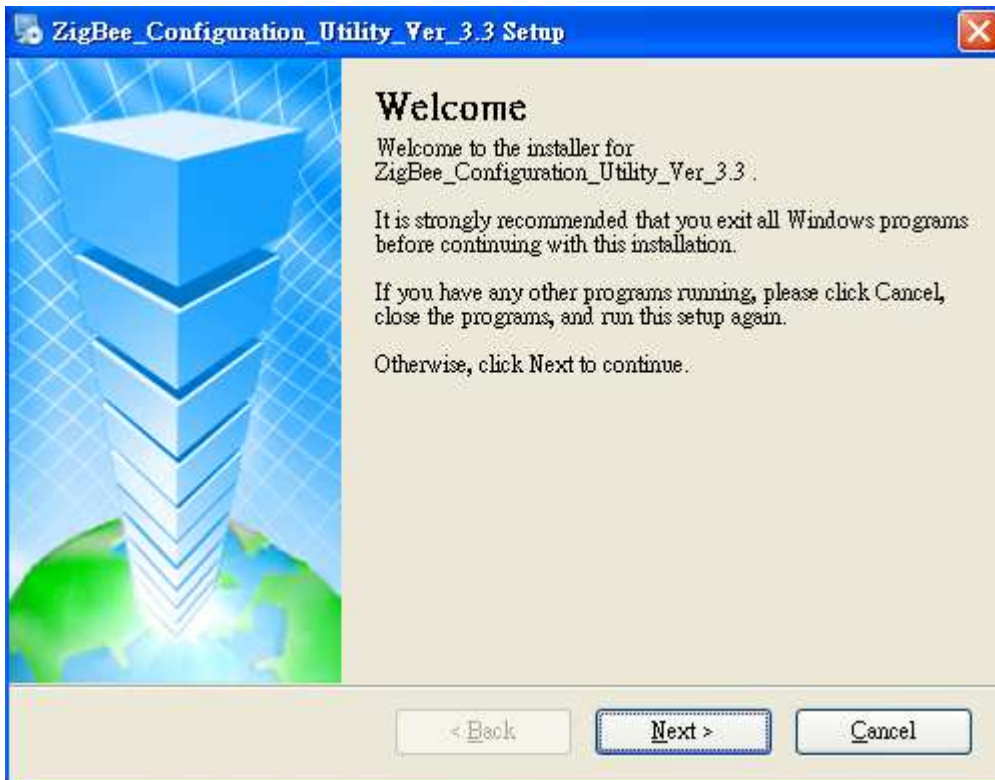 ZigBee_Configuration_Utility_Ver_3.3 Setup
Welcome
Welcome to the installer for
ZigBee_Configuration_Utility_Ver_3.3 .
It is strongly recommended that you exit all Windows programs
before continuing with this installation.
If you have any other programs running, please click Cancel,
close the programs, and run this setup again.
Otherwise, click Next to continue.
< Back
Next >
Cancel